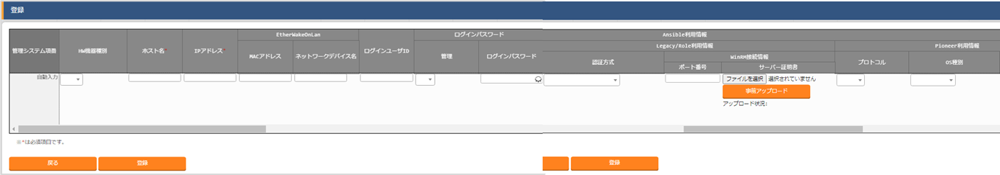 登録
管理システム項番
HW機器種別
ホスト名*
IPアドレス*
EtherWakeOnLan
MACアドレス
ネットワークデバイス名
ログインユーザID
ログインパスワード
管理
ログインパスワード
Ansible利用情報
Legacy/Role利用情報
認証方式
WinRM接続情報
ポート番号
サーバー証明書
Pioneer利用情報
プロトコル
OS種別
自動入力
ファイルを選択 選択されていません
事前アップロード
アップロード状況:
※*は必須項目です。
戻る
登録
登録